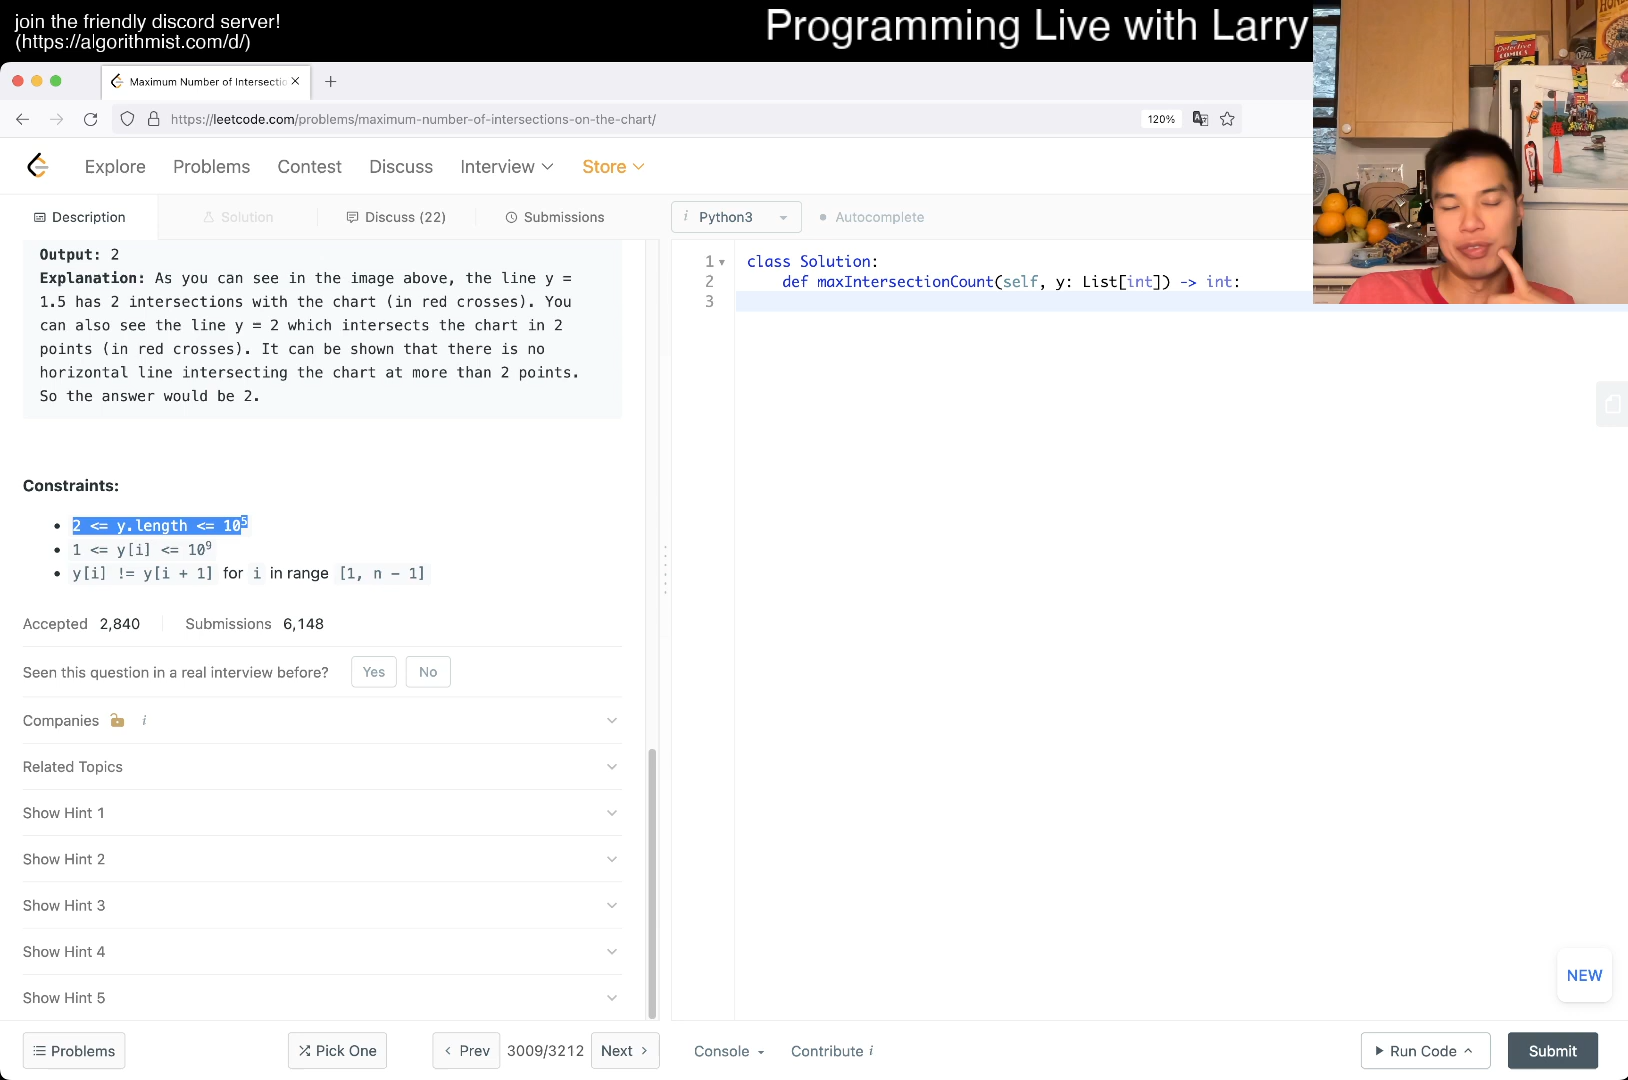 join the friendly discord server!
(https://algorithmist.com/d/)
Programming Live with Larry
Maximum Number of Intersectio
https://leetcode.com/problems/maximum-number-of-intersections-on-the-chart/
120%
Explore Problems Contest Discuss Interview Store
Description Solution Discuss (22) Submissions
i Python3 Autocomplete
Output: 2
Explanation: As you can see in the image above, the line y =
1.5 has 2 intersections with the chart (in red crosses). You
can also see the line y = 2 which intersects the chart in 2
points (in red crosses). It can be shown that there is no
horizontal line intersecting the chart at more than 2 points.
So the answer would be 2.
1 class Solution:
2 def maxIntersectionCount(self, y: List[int]) -> int:
3
Constraints:
• 2 <= y.length <= 10⁵
• 1 <= y[i] <= 10⁹
• y[i] != y[i + 1] for i in range [1, n - 1]
Accepted 2,840 Submissions 6,148
Seen this question in a real interview before? Yes No
Companies i
Related Topics
Show Hint 1
Show Hint 2
Show Hint 3
Show Hint 4
Show Hint 5
NEW
Problems Pick One Prev 3009/3212 Next Console Contribute i Run Code Submit